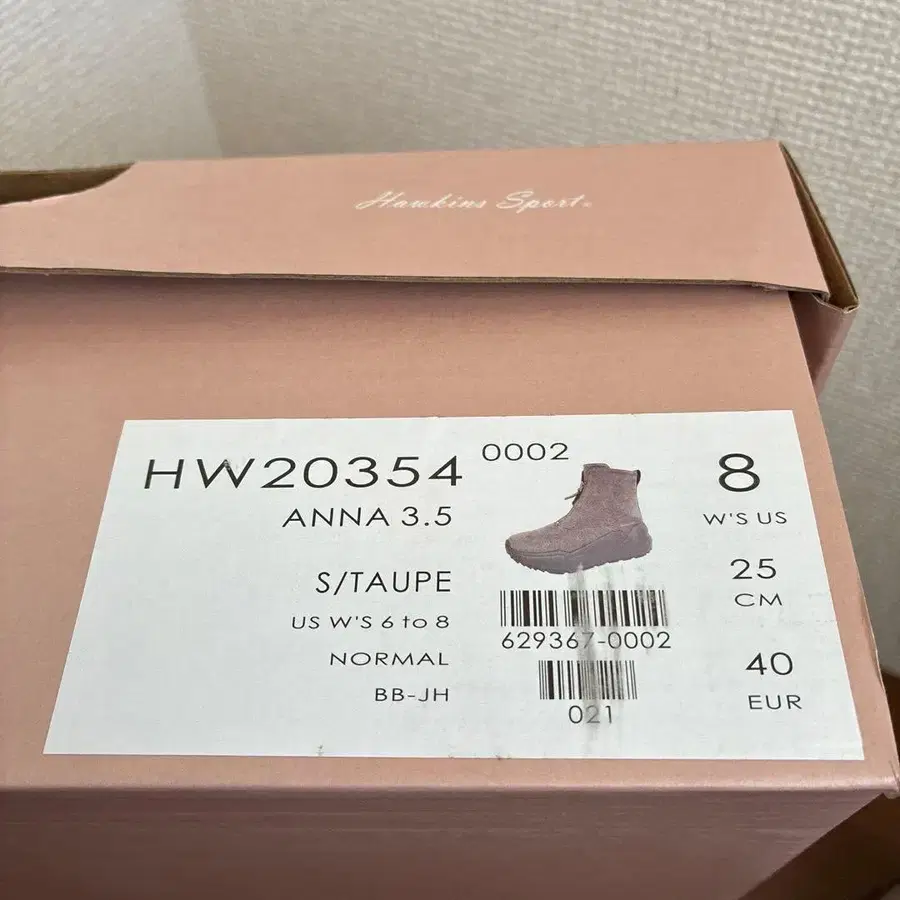 Hawkins Sport®
HW20354 0002
ANNA 3.5
S/TAUPE
US W'S 6 to 8
NORMAL
BB-JH
629367-0002
021
8
W'S US
25
CM
40
EUR